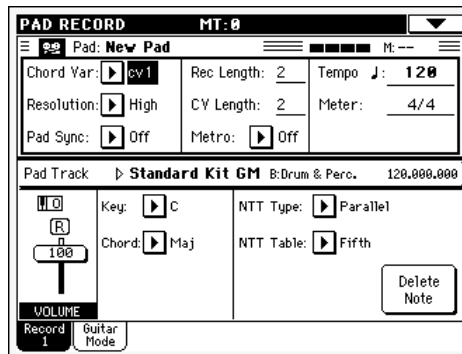 PAD RECORD MT:0
Pad: New Pad M:--
Chord Var: cv1 Rec Length: 2 Tempo ♩: 120
Resolution: High CV Length: 2 Meter: 4/4
Pad Sync: Off Metro: Off
Pad Track Standard Kit GM B:Drum & Perc. 120.000.000
Key: C NTT Type: Parallel
R
100 Chord: Maj NTT Table: Fifth
Delete
Note
VOLUME
Record Guitar
1 Mode